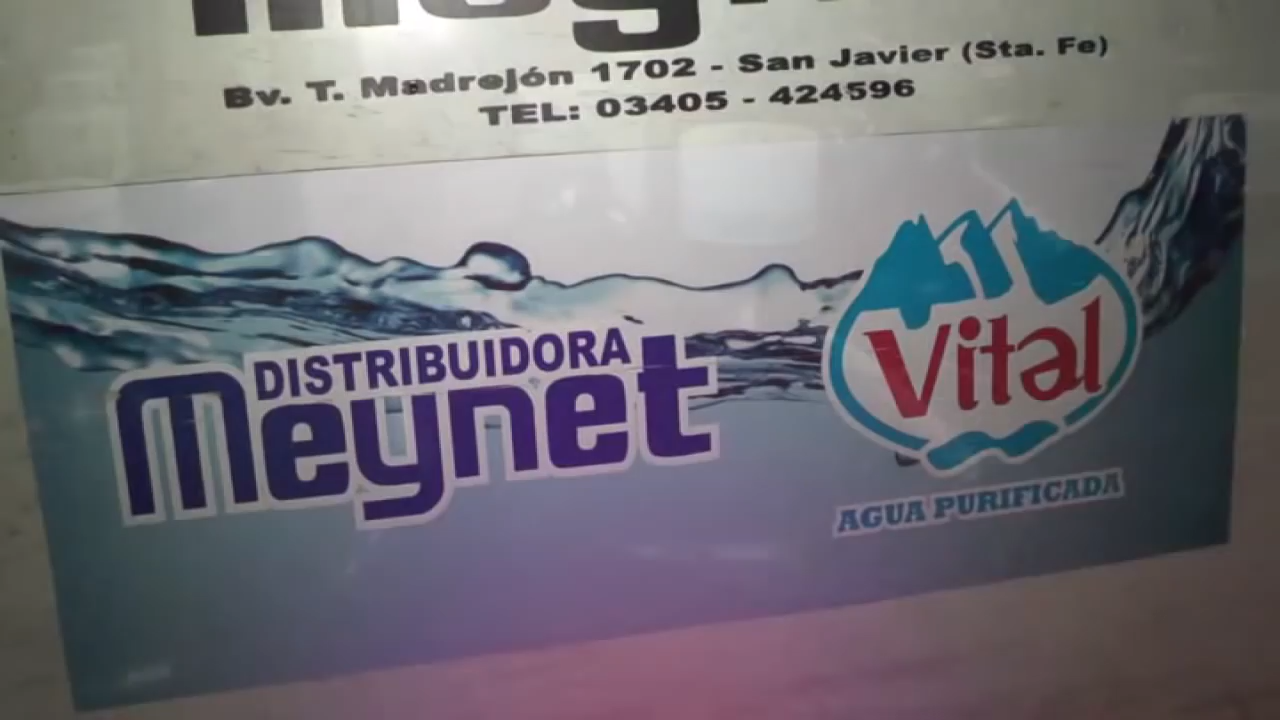 Bv. T. Madrejón 1702 - San Javier (Sta. Fe)
TEL: 03405 - 424596
DISTRIBUIDORA
Meynet
Vital
AGUA PURIFICADA